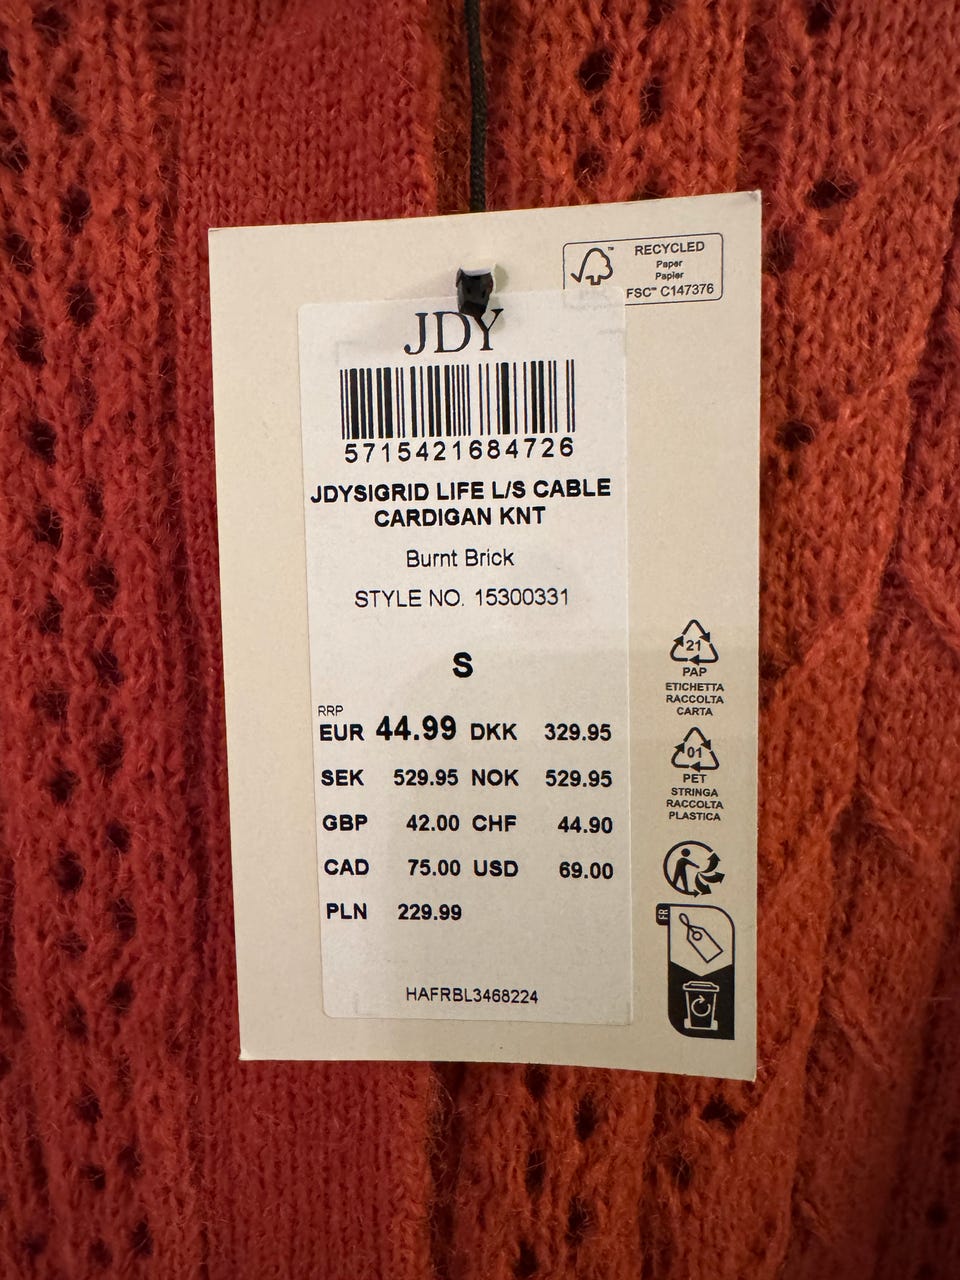 RECYCLED
Paper
Papier
FSC™ C147376
JDY
5715421684726
JDYSIGRID LIFE L/S CABLE
CARDIGAN KNT
Burnt Brick
STYLE NO. 15300331
S
RRP
EUR 44.99 DKK 329.95
SEK 529.95 NOK 529.95
GBP 42.00 CHF 44.90
CAD 75.00 USD 69.00
PLN 229.99
HAFRBL3468224
21
PAP
ETICHETTA
RACCOLTA
CARTA
01
PET
STRINGA
RACCOLTA
PLASTICA
FR